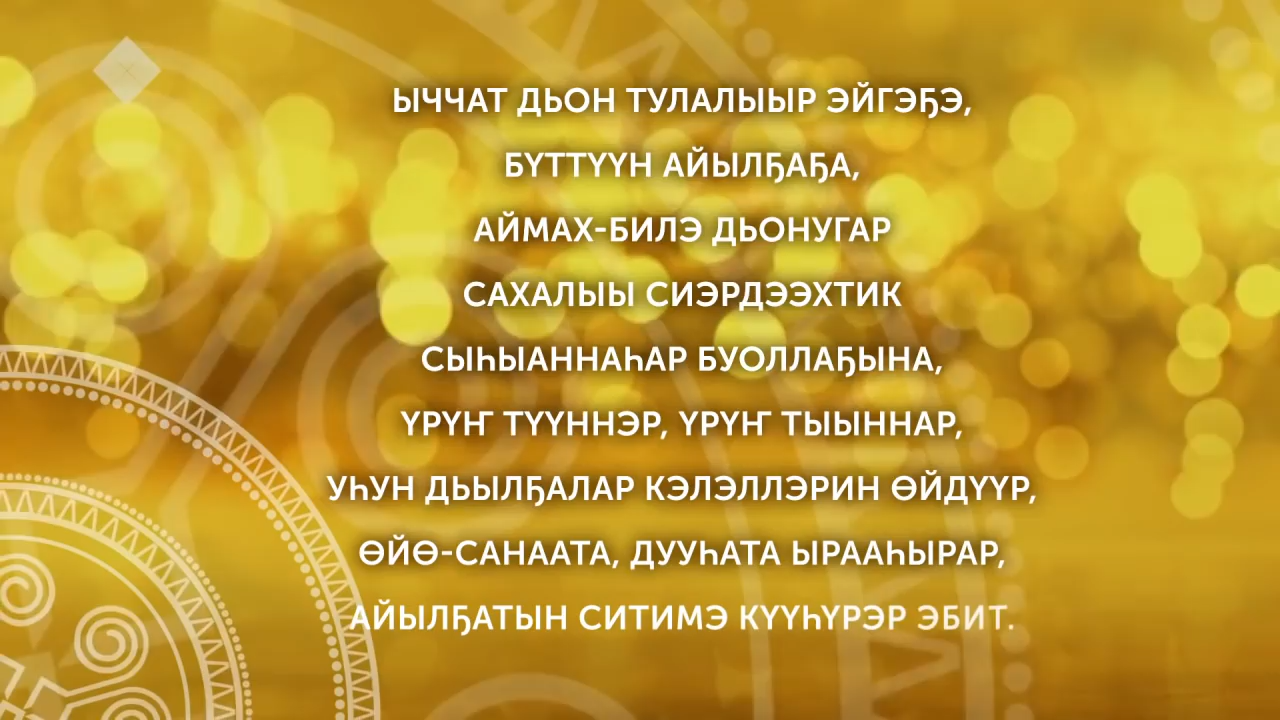 ЫЧЧАТ ДЬОН ТУЛАЛЫЫР ЭЙГЭҔЭ,
БҮТТҮҮН АЙЫЛҔАҔА,
АЙМАХ-БИЛЭ ДЬОНУГАР
САХАЛЫЫ СИЭРДЭЭХТИК
СЫҺЫАННАҺАР БУОЛЛАҔЫНА,
ҮРҮҤ ТҮҮННЭР, ҮРҮҤ ТЫЫННАР,
УҺУН ДЬЫЛҔАЛАР КЭЛЭЛЛЭРИН ӨЙДҮҮР,
ӨЙӨ-САНААТА, ДУУҺАТА ЫРААҺЫРАР,
АЙЫЛҔАТЫН СИТИМЭ КҮҮҺҮРЭР ЭБИТ.